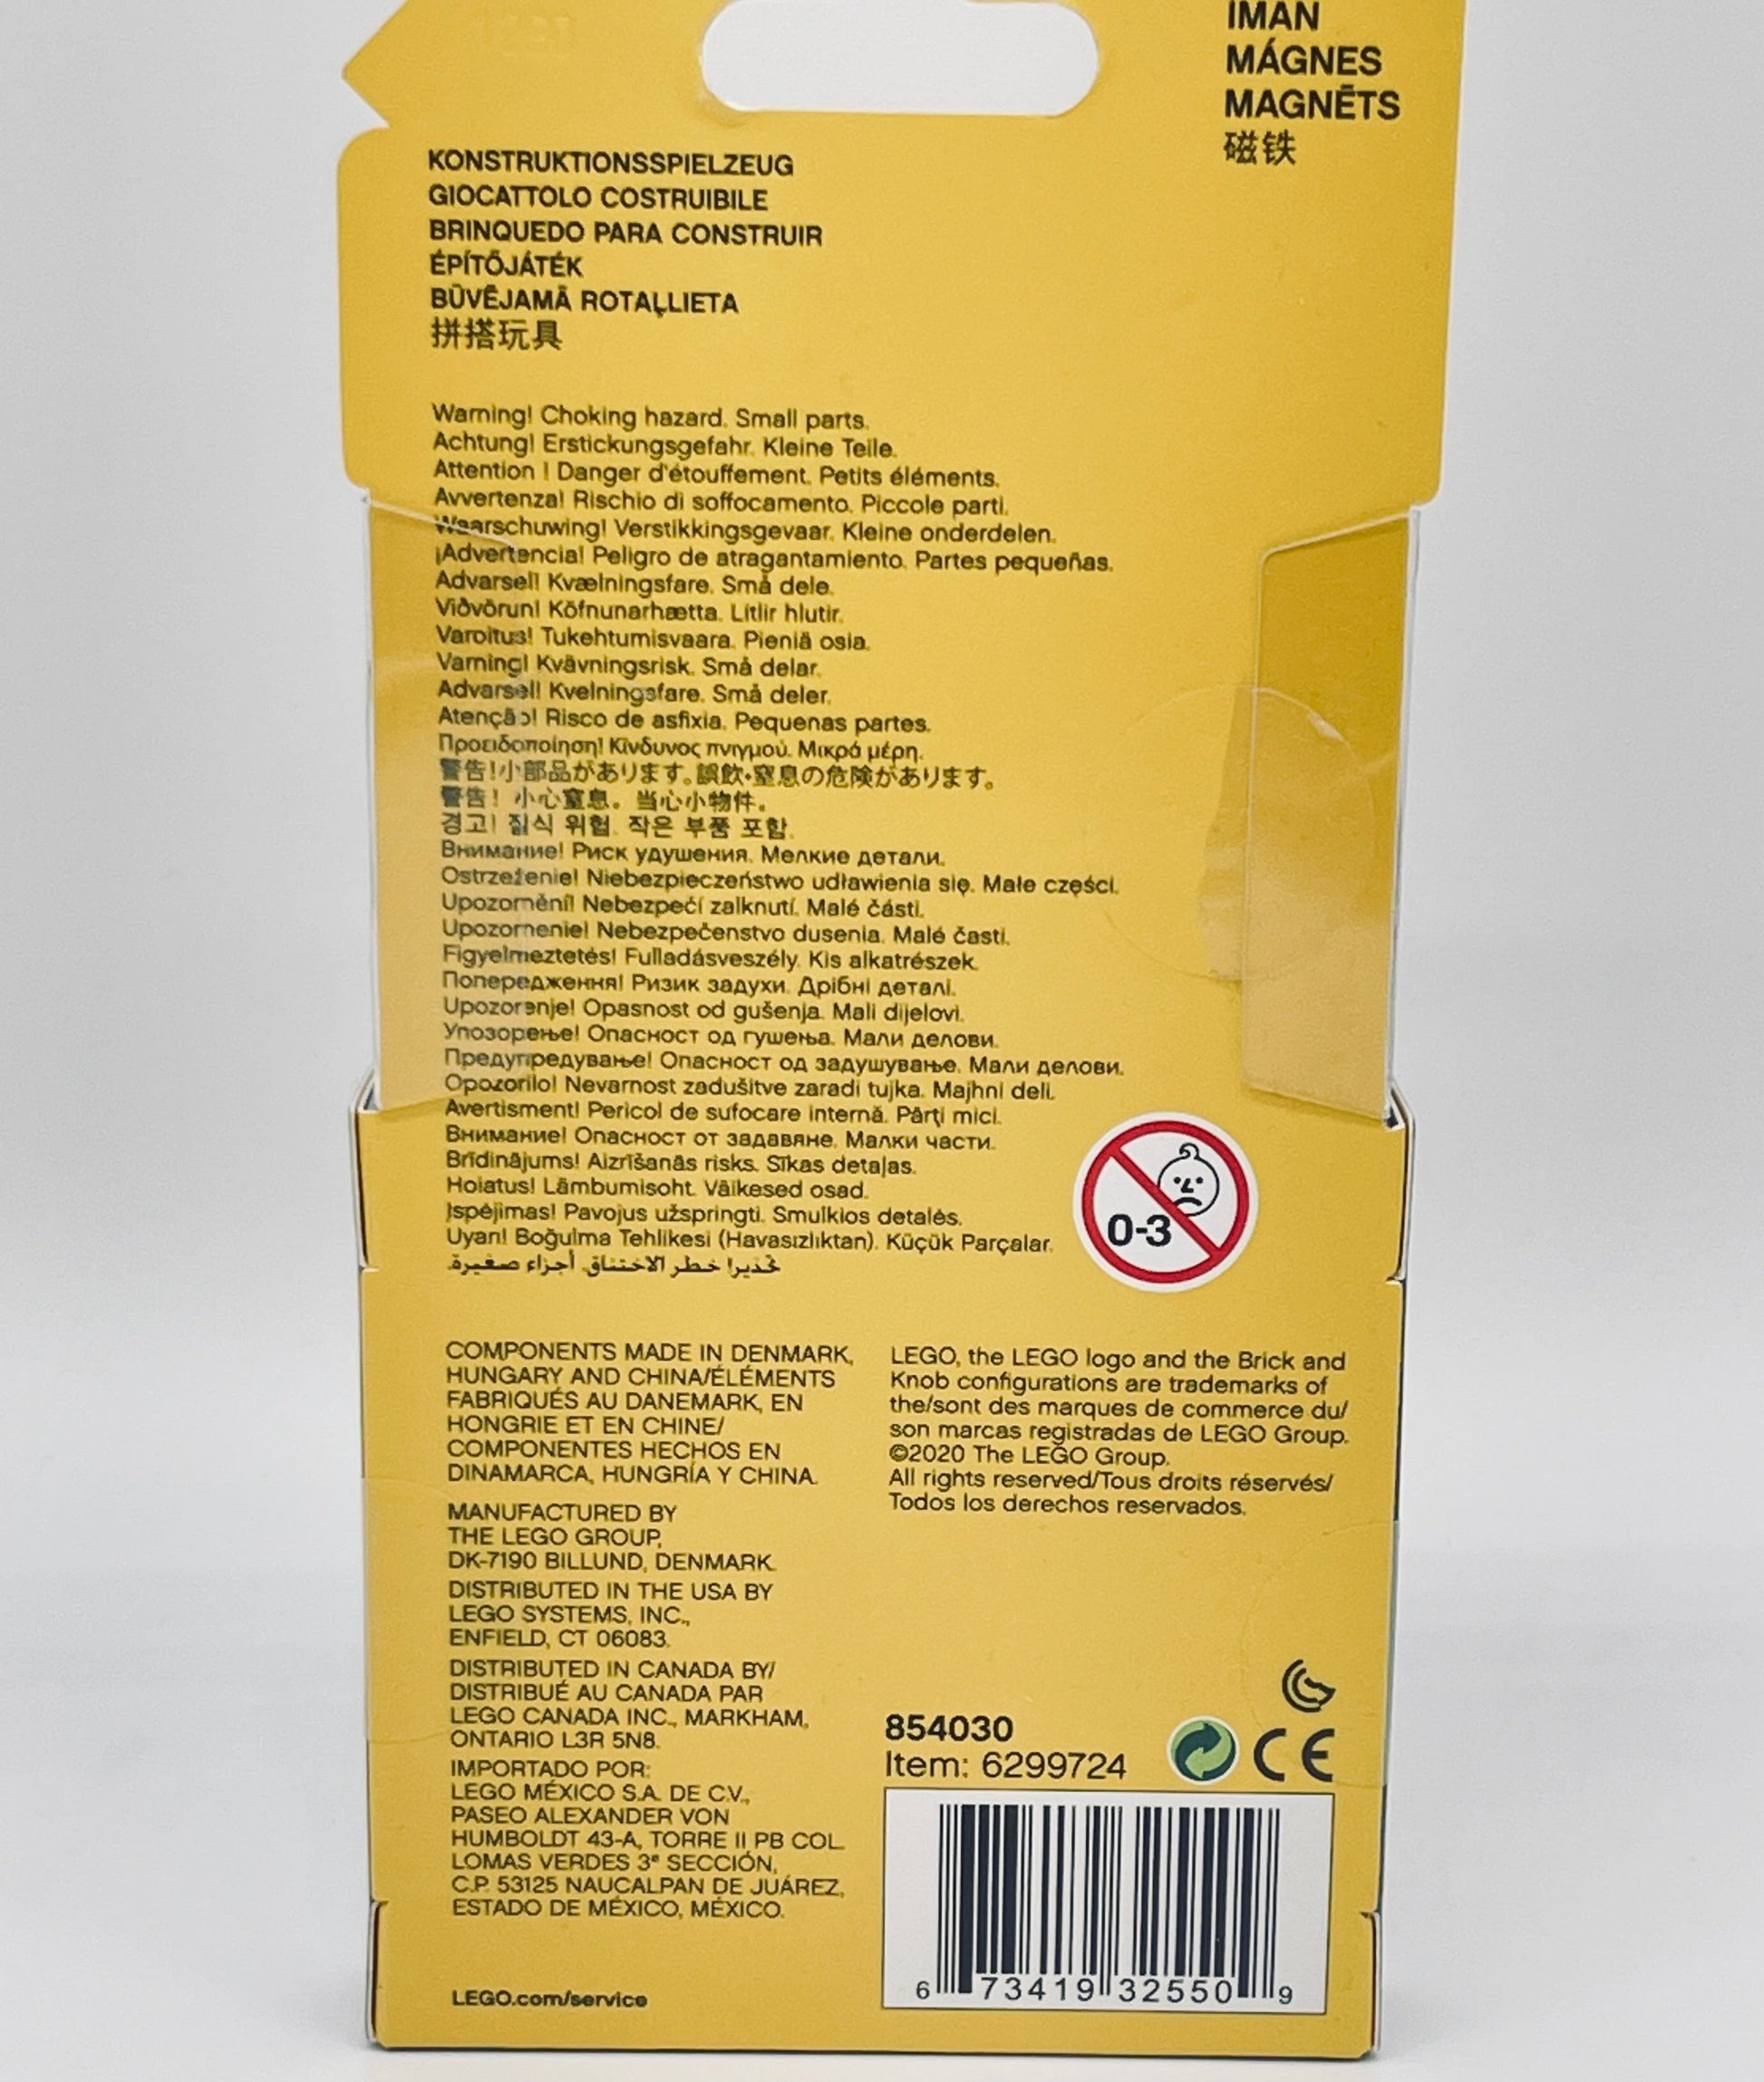 IMÁN
MÁGNES
MAGNĒTS
磁铁
KONSTRUKTIONSSPIELZEUG
GIOCATTOLO COSTRUIBILE
BRINQUEDO PARA CONSTRUIR
ÉPÍTŐJÁTÉK
BŪVĒJAMĀ ROTAĻLIETA
拼搭玩具
Warning! Choking hazard. Small parts.
Achtung! Erstickungsgefahr. Kleine Teile.
Attention ! Danger d'étouffement. Petits éléments.
Avvertenza! Rischio di soffocamento. Piccole parti.
Waarschuwing! Verstikkingsgevaar. Kleine onderdelen.
¡Advertencia! Peligro de atragantamiento. Partes pequeñas.
Advarsel! Kvælningsfare. Små dele.
Viðvörun! Köfnunarhætta. Litlir hlutir.
Varoitus! Tukehtumisvaara. Pieniä osia.
Varning! Kvävningsrisk. Små delar.
Advarsel! Kvelningsfare. Små deler.
Atenção! Risco de asfixia. Pequenas partes.
Προειδοποίηση! Κίνδυνος πνιγμού. Μικρά μέρη.
警告!小部品があります。誤飲・窒息の危険があります。
警告！小心窒息。当心小物件。
경고! 질식 위험. 작은 부품 포함.
Внимание! Риск удушения. Мелкие детали.
Ostrzeżenie! Niebezpieczeństwo udławienia się. Małe części.
Upozornění! Nebezpečí zalknutí. Malé části.
Upozornenie! Nebezpečenstvo dusenia. Malé časti.
Figyelmeztetés! Fulladásveszély. Kis alkatrészek.
Попередження! Ризик задухи. Дрібні деталі.
Upozorenje! Opasnost od gušenja. Mali dijelovi.
Упозорење! Опасност од гушења. Мали делови.
Предупредување! Опасност од задушување. Мали делови.
Opozorilo! Nevarnost zadušitve zaradi tujka. Majhni deli.
Avertisment! Pericol de sufocare internă. Părţi mici.
Внимание! Опасност от задавяне. Малки части.
Brīdinājums! Aizrīšanās risks. Sīkas detaļas.
Hoiatus! Lämbumisoht. Väikesed osad.
Įspėjimas! Pavojus užspringti. Smulkios detalės.
Uyarı! Boğulma Tehlikesi (Havasızlıktan). Küçük Parçalar.
تحذير! خطر الاختناق. أجزاء صغيرة.
0-3
COMPONENTS MADE IN DENMARK,
HUNGARY AND CHINA/ÉLÉMENTS
FABRIQUÉS AU DANEMARK, EN
HONGRIE ET EN CHINE/
COMPONENTES HECHOS EN
DINAMARCA, HUNGRÍA Y CHINA.
MANUFACTURED BY
THE LEGO GROUP,
DK-7190 BILLUND, DENMARK.
DISTRIBUTED IN THE USA BY
LEGO SYSTEMS, INC.,
ENFIELD, CT 06083.
DISTRIBUTED IN CANADA BY/
DISTRIBUÉ AU CANADA PAR
LEGO CANADA INC., MARKHAM,
ONTARIO L3R 5N8.
IMPORTADO POR:
LEGO MÉXICO S.A. DE C.V.,
PASEO ALEXANDER VON
HUMBOLDT 43-A, TORRE II PB COL.
LOMAS VERDES 3ª SECCIÓN,
C.P. 53125 NAUCALPAN DE JUÁREZ,
ESTADO DE MÉXICO, MÉXICO.
LEGO.com/service
LEGO, the LEGO logo and the Brick and
Knob configurations are trademarks of
the/sont des marques de commerce du/
son marcas registradas de LEGO Group.
©2020 The LEGO Group.
All rights reserved/Tous droits réservés/
Todos los derechos reservados.
854030
Item: 6299724
CE
6 73419 32550 9